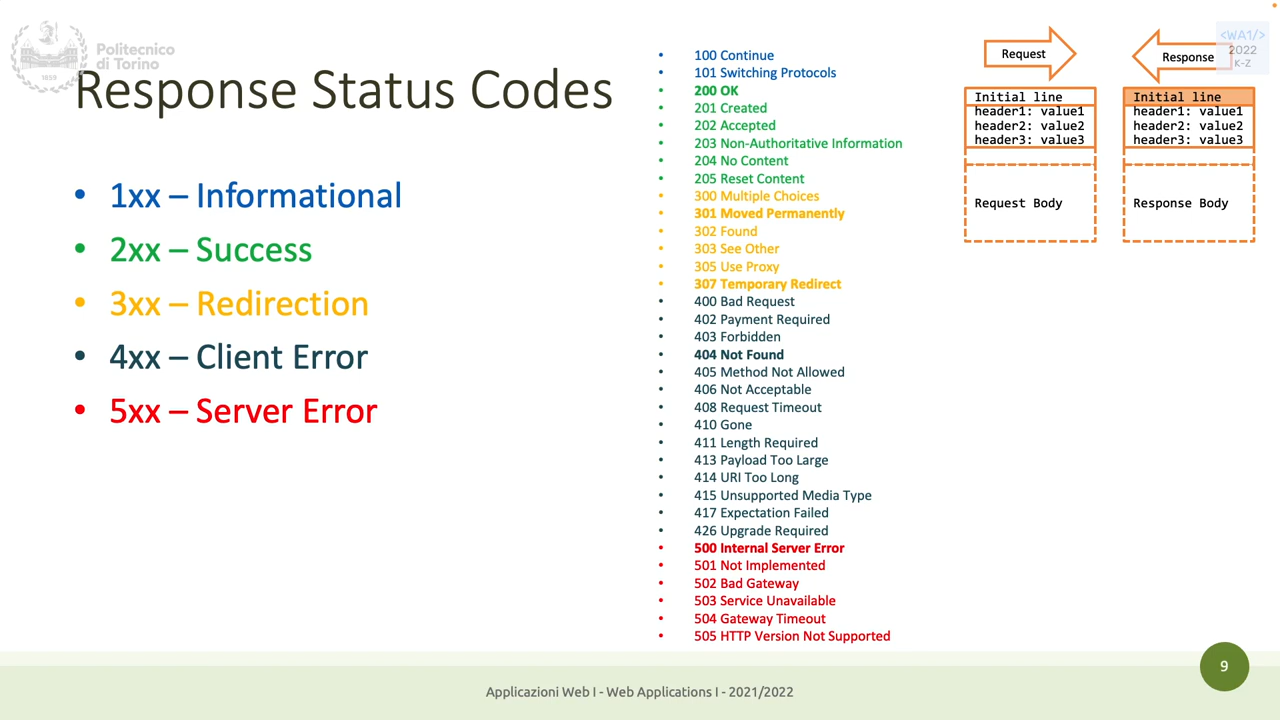 Politecnico
di Torino
1859
Response Status Codes
• 1xx – Informational
• 2xx – Success
• 3xx – Redirection
• 4xx – Client Error
• 5xx – Server Error
• 100 Continue
• 101 Switching Protocols
• 200 OK
• 201 Created
• 202 Accepted
• 203 Non-Authoritative Information
• 204 No Content
• 205 Reset Content
• 300 Multiple Choices
• 301 Moved Permanently
• 302 Found
• 303 See Other
• 305 Use Proxy
• 307 Temporary Redirect
• 400 Bad Request
• 402 Payment Required
• 403 Forbidden
• 404 Not Found
• 405 Method Not Allowed
• 406 Not Acceptable
• 408 Request Timeout
• 410 Gone
• 411 Length Required
• 413 Payload Too Large
• 414 URI Too Long
• 415 Unsupported Media Type
• 417 Expectation Failed
• 426 Upgrade Required
• 500 Internal Server Error
• 501 Not Implemented
• 502 Bad Gateway
• 503 Service Unavailable
• 504 Gateway Timeout
• 505 HTTP Version Not Supported
Request
Initial line
header1: value1
header2: value2
header3: value3
Request Body
Response
Initial line
header1: value1
header2: value2
header3: value3
Response Body
<WA1/>
2022
K-Z
Applicazioni Web I - Web Applications I - 2021/2022
9